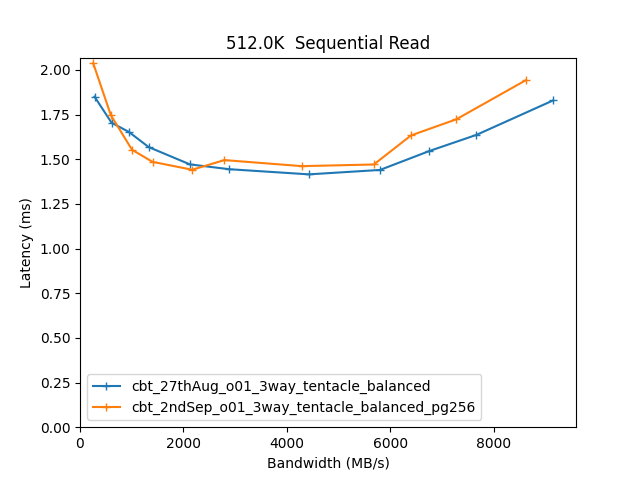 512.0K  Sequential Read
Latency (ms)
2.00
1.75
1.50
1.25
1.00
0.75
0.50
0.25
0.00
0
2000
4000
6000
8000
Bandwidth (MB/s)
cbt_27thAug_o01_3way_tentacle_balanced
cbt_2ndSep_o01_3way_tentacle_balanced_pg256